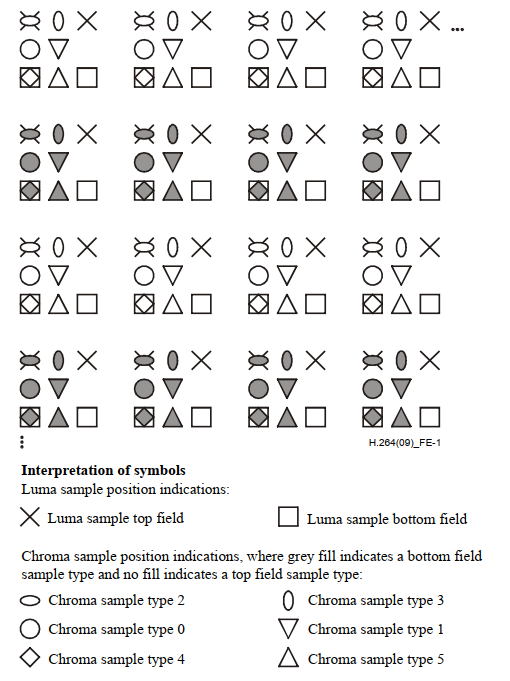 ...
H.264(09)_FE-1
Interpretation of symbols
Luma sample position indications:
Luma sample top field
Luma sample bottom field
Chroma sample position indications, where grey fill indicates a bottom field
sample type and no fill indicates a top field sample type:
Chroma sample type 2
Chroma sample type 3
Chroma sample type 0
Chroma sample type 1
Chroma sample type 4
Chroma sample type 5